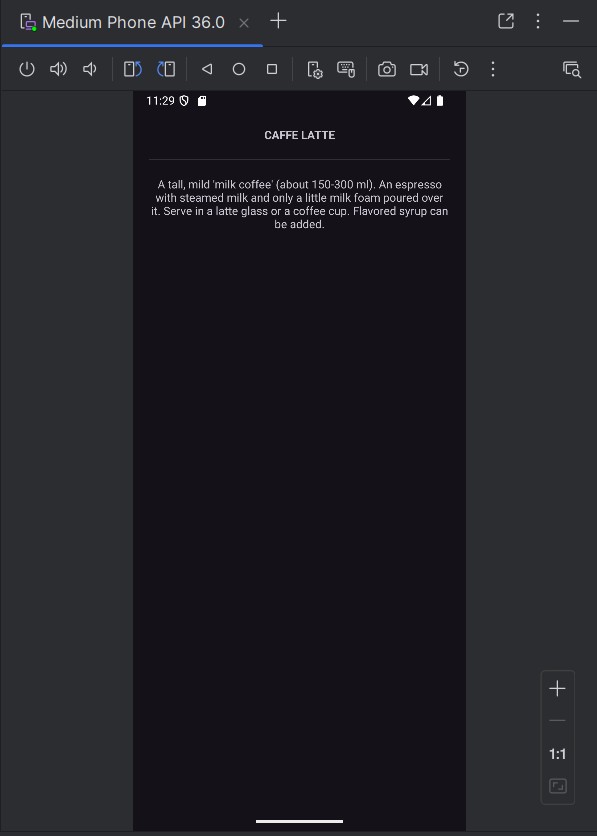 Medium Phone API 36.0
11:29
CAFFE LATTE
A tall, mild 'milk coffee' (about 150-300 ml). An espresso
with steamed milk and only a little milk foam poured over
it. Serve in a latte glass or a coffee cup. Flavored syrup can
be added.
1:1